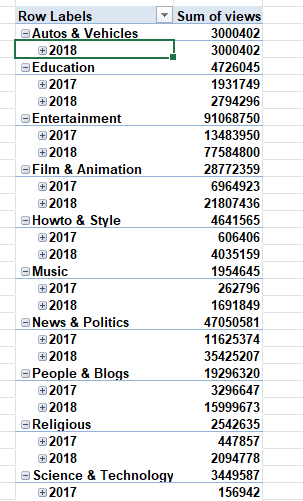 Row Labels Sum of views
Autos & Vehicles 3000402
2018 3000402
Education 4726045
2017 1931749
2018 2794296
Entertainment 91068750
2017 13483950
2018 77584800
Film & Animation 28772359
2017 6964923
2018 21807436
Howto & Style 4641565
2017 606406
2018 4035159
Music 1954645
2017 262796
2018 1691849
News & Politics 47050581
2017 11625374
2018 35425207
People & Blogs 19296320
2017 3296647
2018 15999673
Religious 2542635
2017 447857
2018 2094778
Science & Technology 3449587
2017 156942